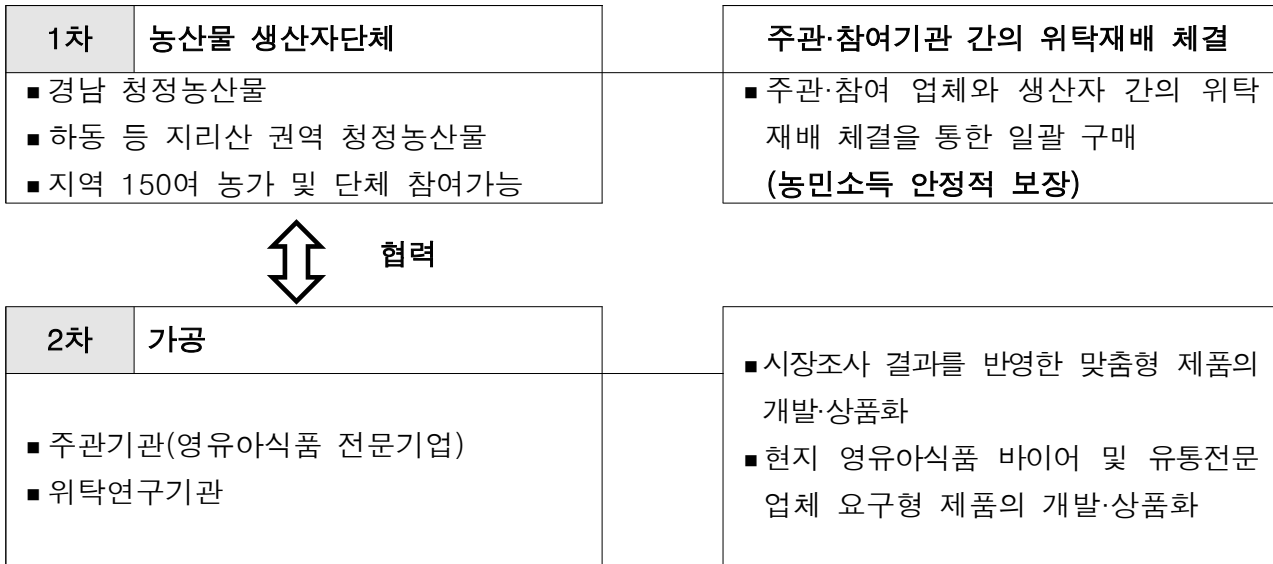 1차 농산물 생산자단체
■ 경남 청정농산물
■ 하동 등 지리산 권역 청정농산물
■ 지역 150여 농가 및 단체 참여가능
주관·참여기관 간의 위탁재배 체결
■ 주관·참여 업체와 생산자 간의 위탁
재배 체결을 통한 일괄 구매
(농민소득 안정적 보장)
협력
2차 가공
■ 주관기관(영유아식품 전문기업)
■ 위탁연구기관
■ 시장조사 결과를 반영한 맞춤형 제품의
개발·상품화
■ 현지 영유아식품 바이어 및 유통전문
업체 요구형 제품의 개발·상품화